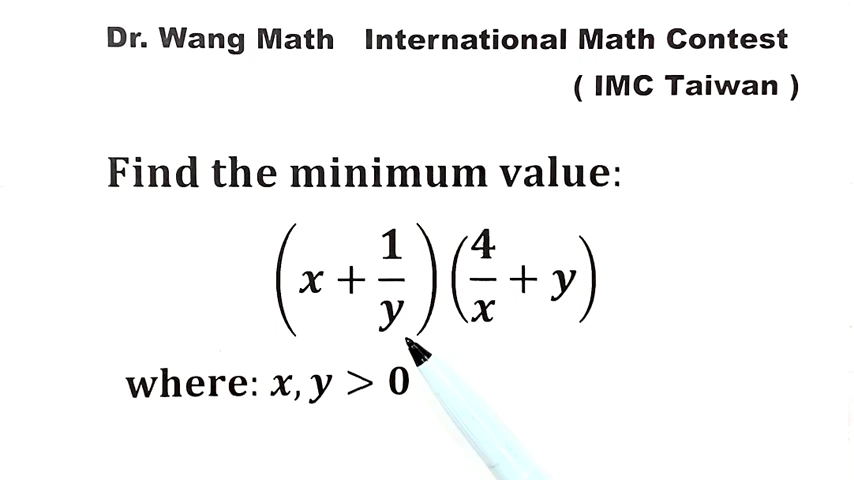 Dr. Wang Math International Math Contest
( IMC Taiwan )
Find the minimum value:
(x + 1/y)(4/x + y)
where: x, y > 0